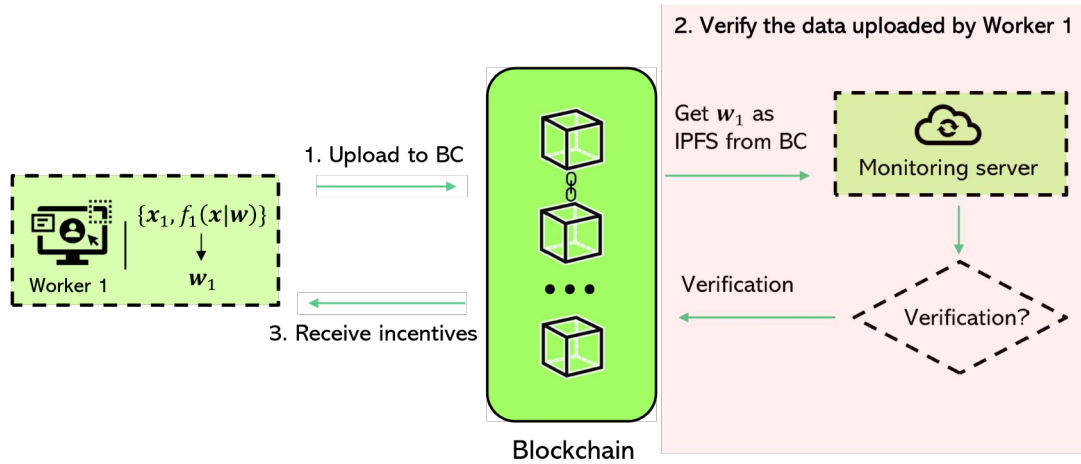 2. Verify the data uploaded by Worker 1
1. Upload to BC
Get w₁ as
IPFS from BC
Monitoring server
{x₁, f₁(x|w)}
w₁
Worker 1
Verification
Verification?
3. Receive incentives
Blockchain